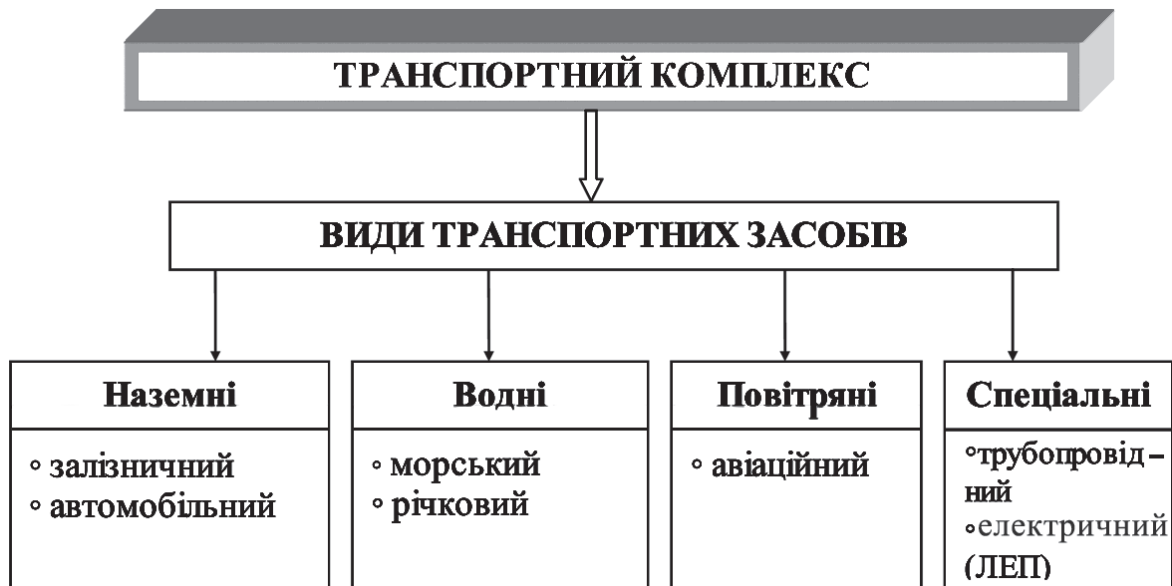 ТРАНСПОРТНИЙ КОМПЛЕКС
ВИДИ ТРАНСПОРТНИХ ЗАСОБІВ
Наземні
◦ залізничний
◦ автомобільний
Водні
◦ морський
◦ річковий
Повітряні
◦ авіаційний
Спеціальні
◦трубопровід –
ний
◦електричний
(ЛЕП)